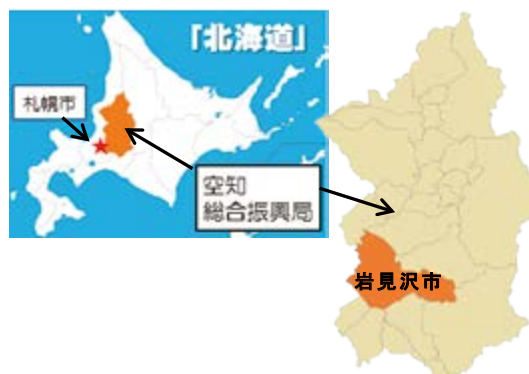 「北海道」
札幌市
空知
総合振興局
岩見沢市